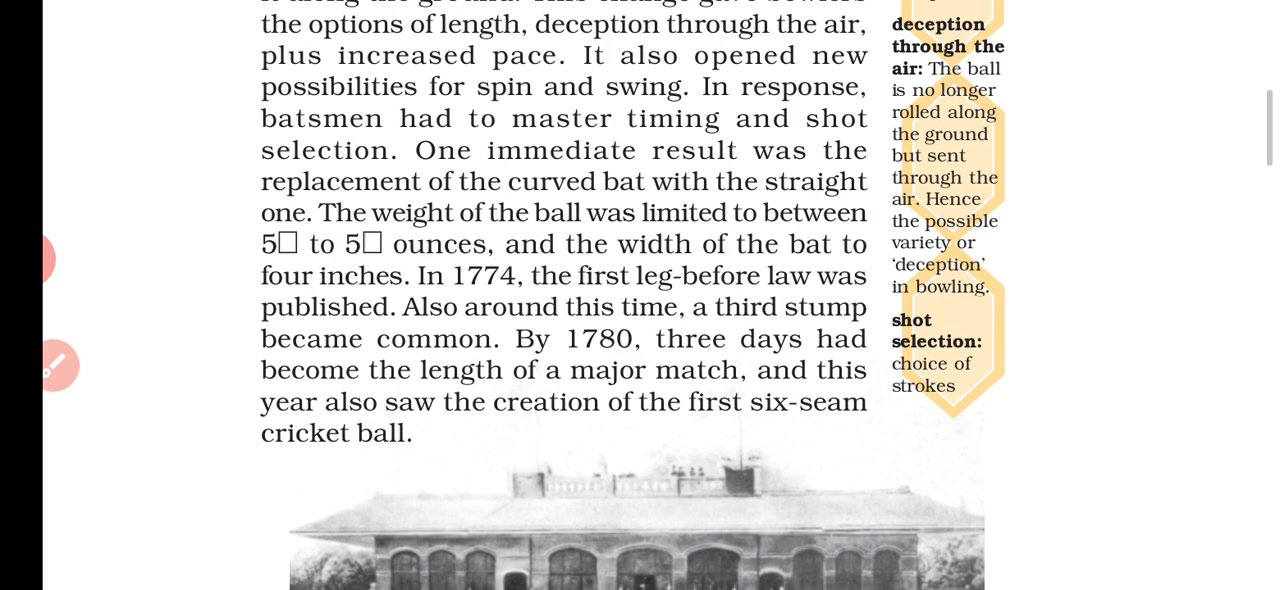 the options of length, deception through the air,
plus increased pace. It also opened new
possibilities for spin and swing. In response,
batsmen had to master timing and shot
selection. One immediate result was the
replacement of the curved bat with the straight
one. The weight of the ball was limited to between
5□ to 5□ ounces, and the width of the bat to
four inches. In 1774, the first leg-before law was
published. Also around this time, a third stump
became common. By 1780, three days had
become the length of a major match, and this
year also saw the creation of the first six-seam
cricket ball.
deception
through the
air: The ball
is no longer
rolled along
the ground
but sent
through the
air. Hence
the possible
variety or
‘deception’
in bowling.
shot
selection:
choice of
strokes